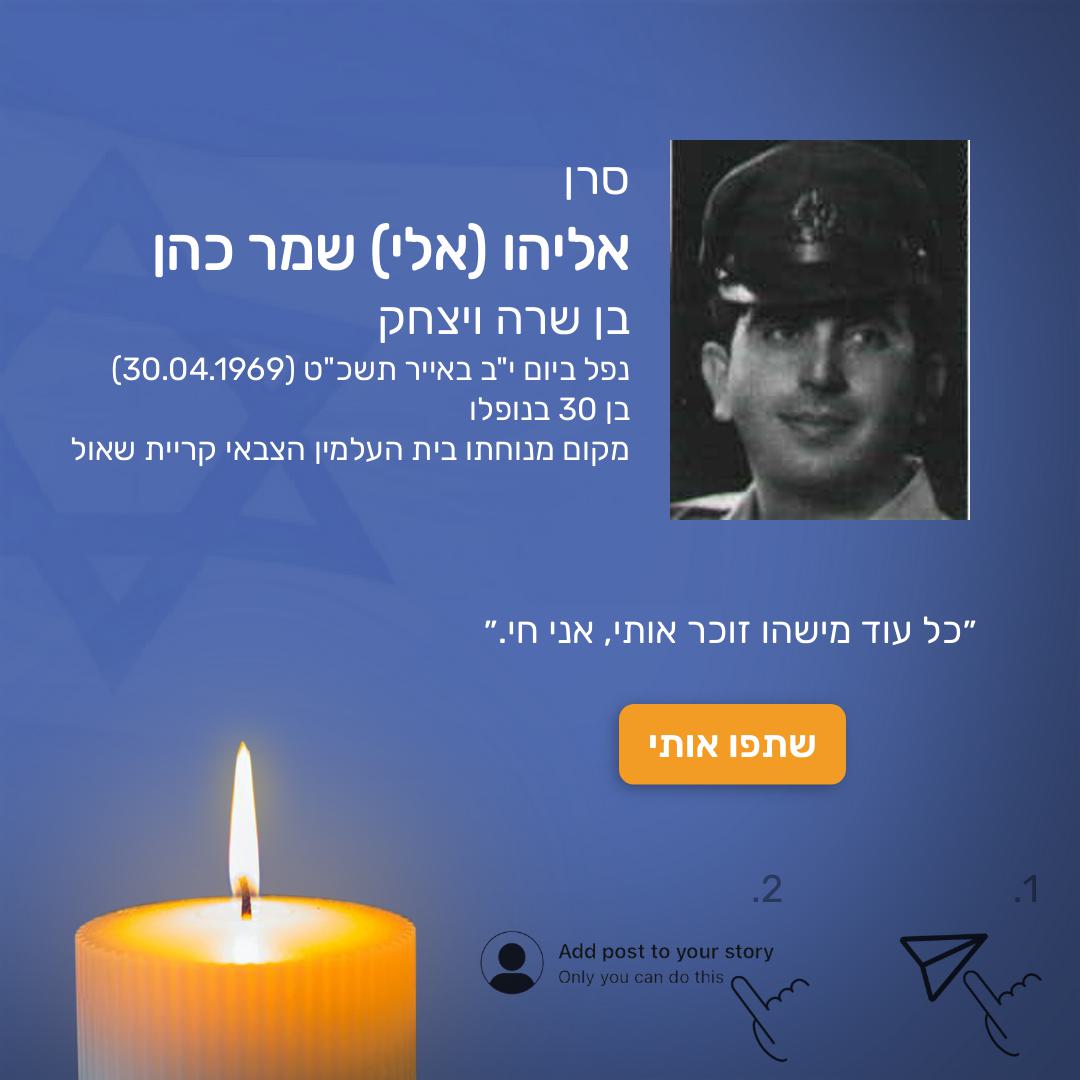 סרן
אליהו (אלי) שמר כהן
בן שרה ויצחק
נפל ביום י"ב באייר תשכ"ט (30.04.1969)
בן 30 בנופלו
מקום מנוחתו בית העלמין הצבאי קריית שאול
״כל עוד מישהו זוכר אותי, אני חי.״
שתפו אותי
1.
2.
Add post to your story
Only you can do this